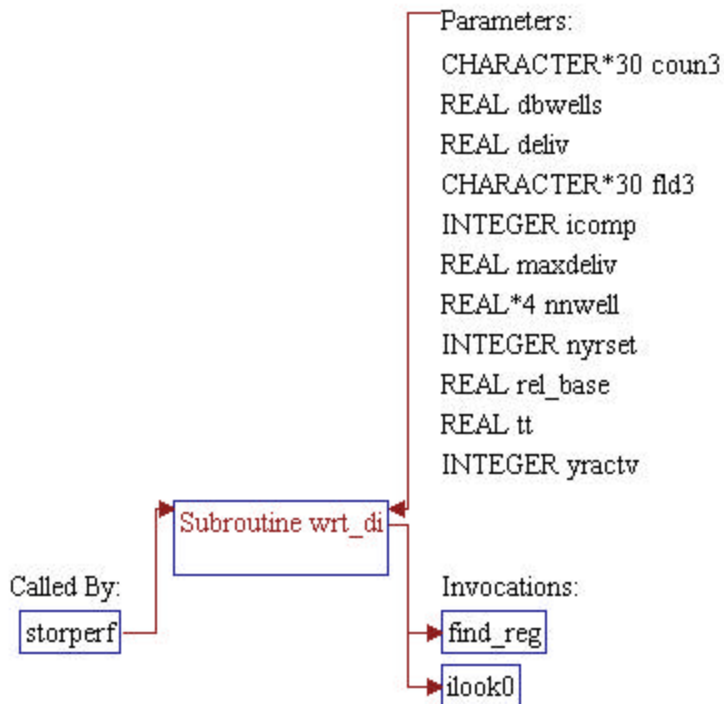 Parameters:
CHARACTER*30 coun3
REAL dbwells
REAL deliv
CHARACTER*30 fld3
INTEGER icomp
REAL maxdeliv
REAL*4 nnwell
INTEGER nyrset
REAL rel_base
REAL tt
INTEGER yractv
Subroutine wrt_di
Called By:
storperf
Invocations:
find_reg
ilook0